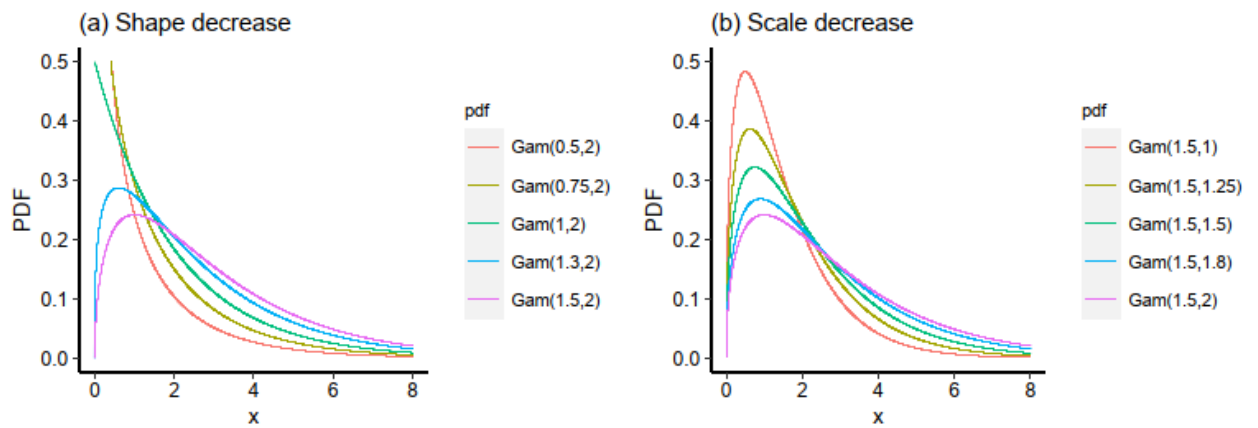 (a) Shape decrease
0.5
0.4
0.3
0.2
0.1
0.0
PDF
0
2
4
6
8
x
pdf
Gam(0.5,2)
Gam(0.75,2)
Gam(1,2)
Gam(1.3,2)
Gam(1.5,2)
(b) Scale decrease
0.5
0.4
0.3
0.2
0.1
0.0
PDF
0
2
4
6
8
x
pdf
Gam(1.5,1)
Gam(1.5,1.25)
Gam(1.5,1.5)
Gam(1.5,1.8)
Gam(1.5,2)